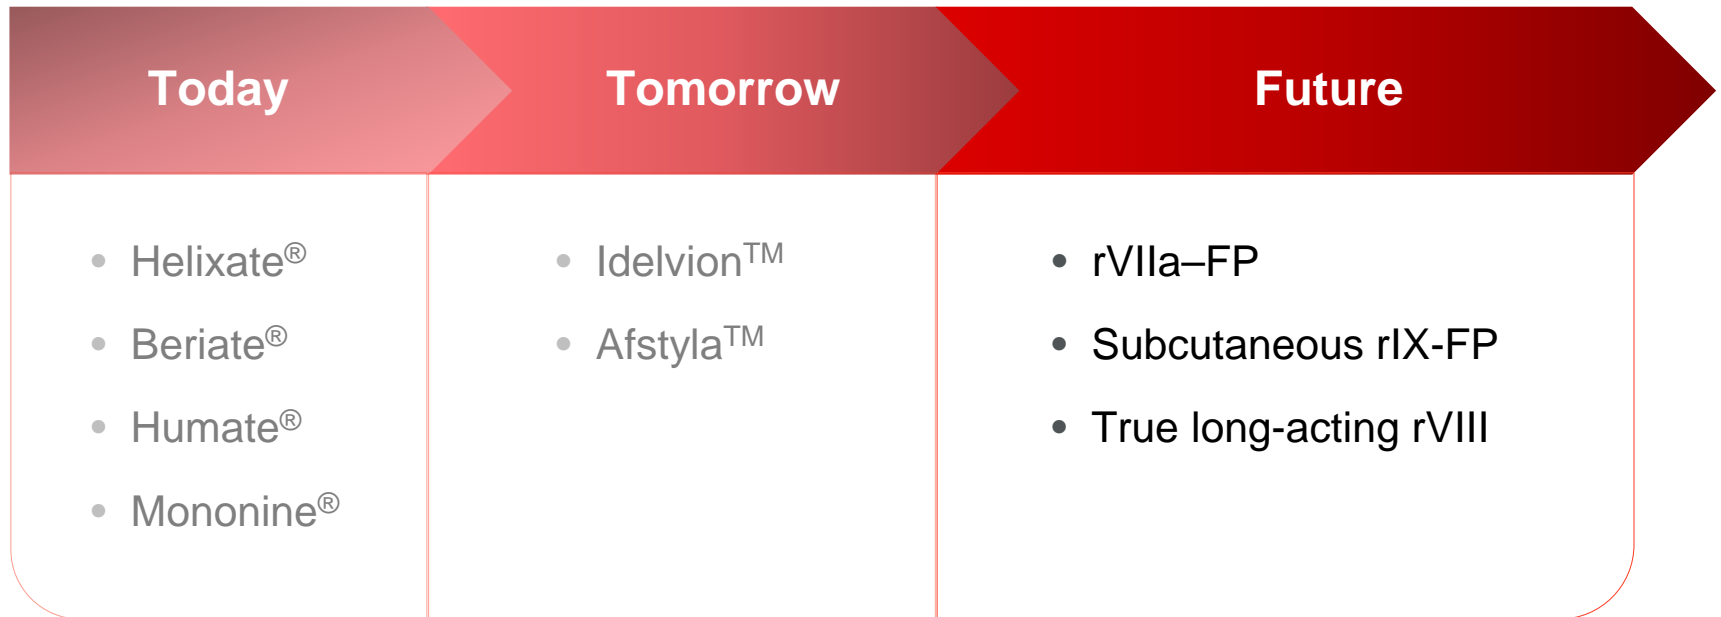 Today
Tomorrow
Future
• Helixate®
• Beriate®
• Humate®
• Mononine®
• Idelvion™
• Afstyla™
• rVIIa–FP
• Subcutaneous rIX-FP
• True long-acting rVIII